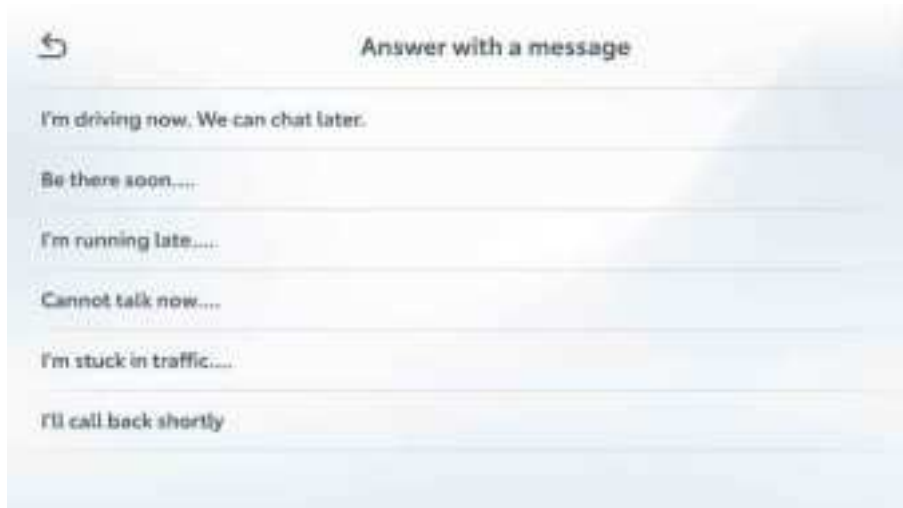 Answer with a message
I'm driving now. We can chat later.
Be there soon....
I'm running late.....
Cannot talk now....
I'm stuck in traffic....
I'll call back shortly